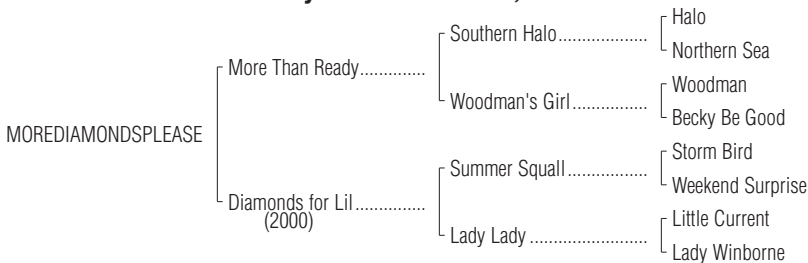 Halo
Southern Halo....................
Northern Sea
More Than Ready..............
Woodman
Woodman's Girl..................
Becky Be Good
MOREDIAMONDSPLEASE
Storm Bird
Summer Squall..................
Weekend Surprise
Diamonds for Lil...............
(2000)
Little Current
Lady Lady..........................
Lady Winborne